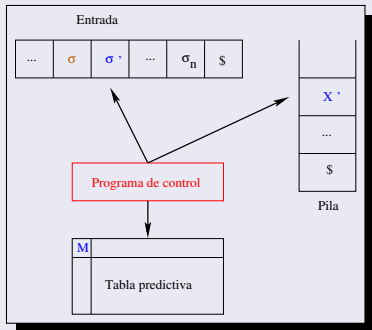 Entrada
... σ σ ' ... σn $
X '
...
$
Programa de control
Pila
M
Tabla predictiva